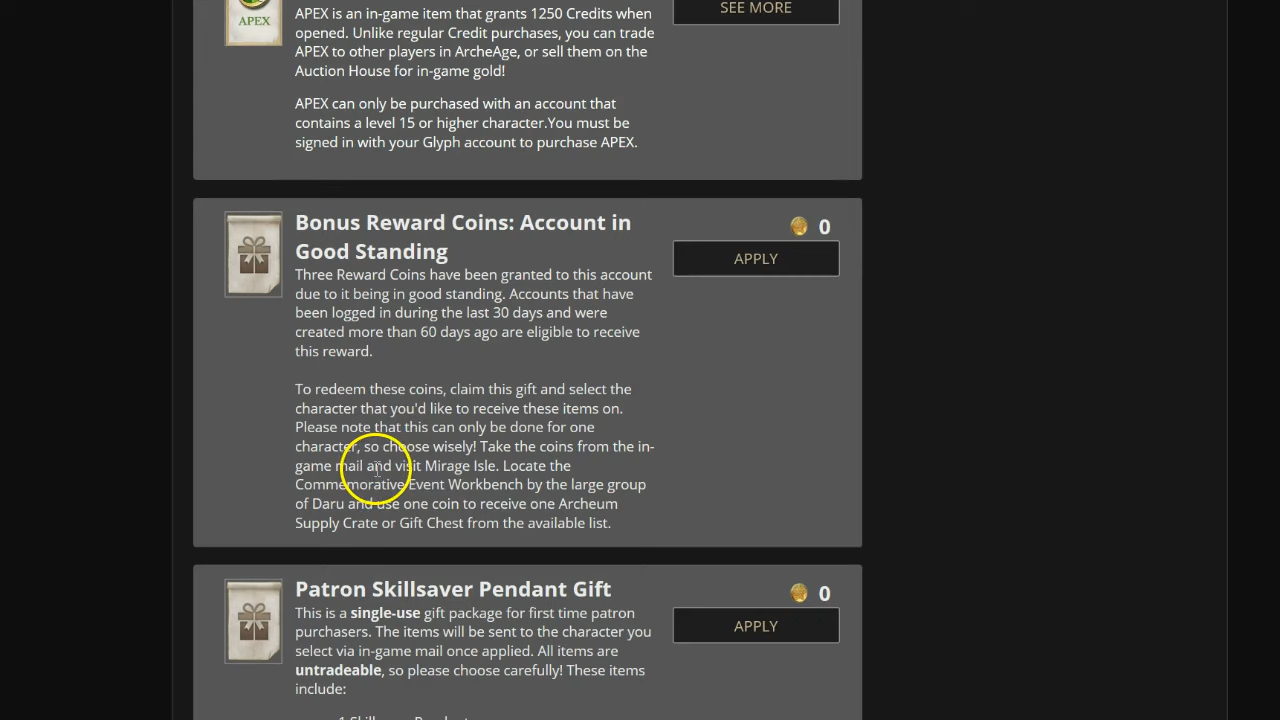 APEX is an in-game item that grants 1250 Credits when
SEE MORE
APEX
opened. Unlike regular Credit purchases, you can trade
APEX to other players in ArcheAge, or sell them on the
Auction House for in-game gold!
APEX can only be purchased with an account that
contains a level 15 or higher character.You must be
signed in with your Glyph account to purchase APEX.
Bonus Reward Coins: Account in
Good Standing
0
APPLY
Three Reward Coins have been granted to this account
due to it being in good standing. Accounts that have
been logged in during the last 30 days and were
created more than 60 days ago are eligible to receive
this reward.
To redeem these coins, claim this gift and select the
character that you'd like to receive these items on.
Please note that this can only be done for one
character, so choose wisely! Take the coins from the in-
game mail and visit Mirage Isle. Locate the
Commemorative Event Workbench by the large group
of Daru and use one coin to receive one Archeum
Supply Crate or Gift Chest from the available list.
Patron Skillsaver Pendant Gift
0
APPLY
This is a single-use gift package for first time patron
purchasers. The items will be sent to the character you
select via in-game mail once applied. All items are
untradeable, so please choose carefully! These items
include:
1 Skillsaver Pendant